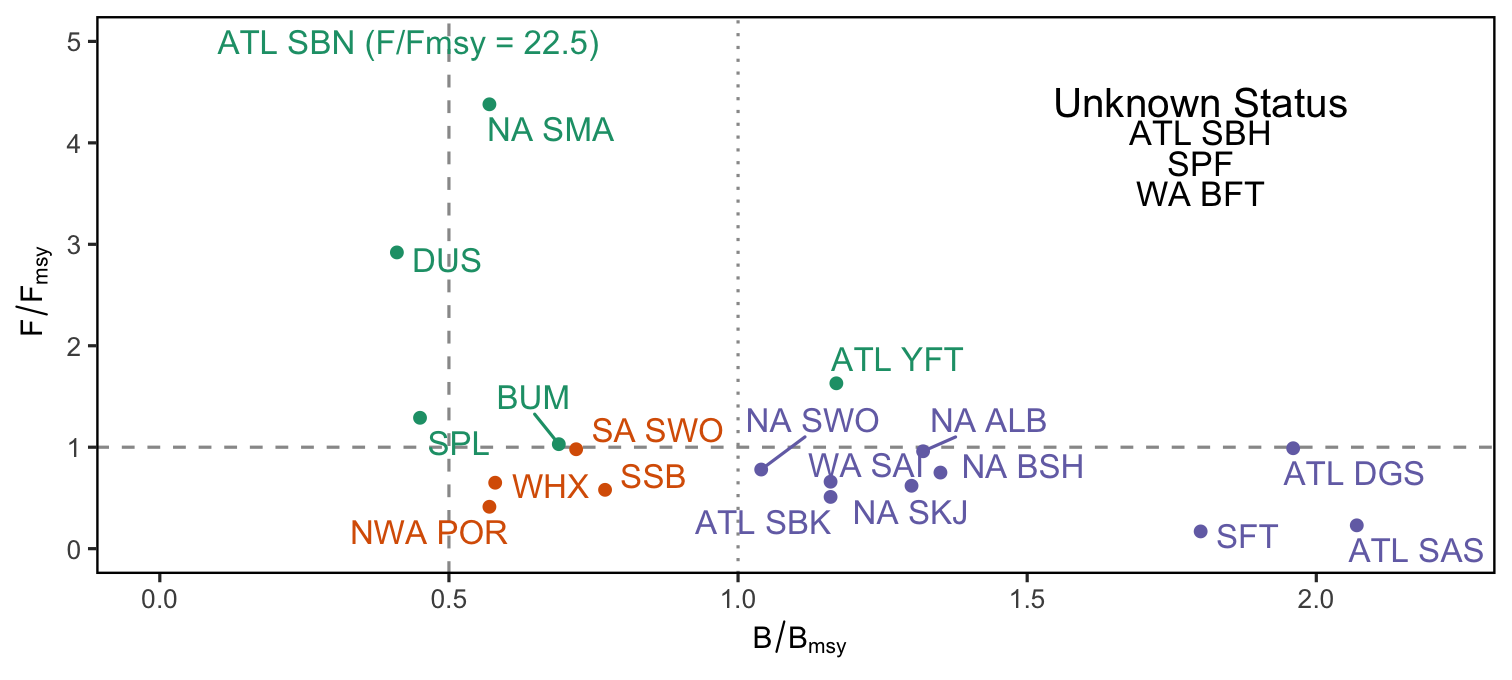 ATL SBN (F/Fmsy = 22.5)
NA SMA
Unknown Status
ATL SBH
SPF
WA BFT
DUS
ATL YFT
BUM
SPL
SA SWO
NA SWO
NA ALB
WHX
SSB
WA SAI
NA BSH
ATL DGS
NWA POR
ATL SBK
NA SKJ
SFT
ATL SAS
5
4
3
2
1
0
F/Fmsy
0.0 0.5 1.0 1.5 2.0
B/Bmsy